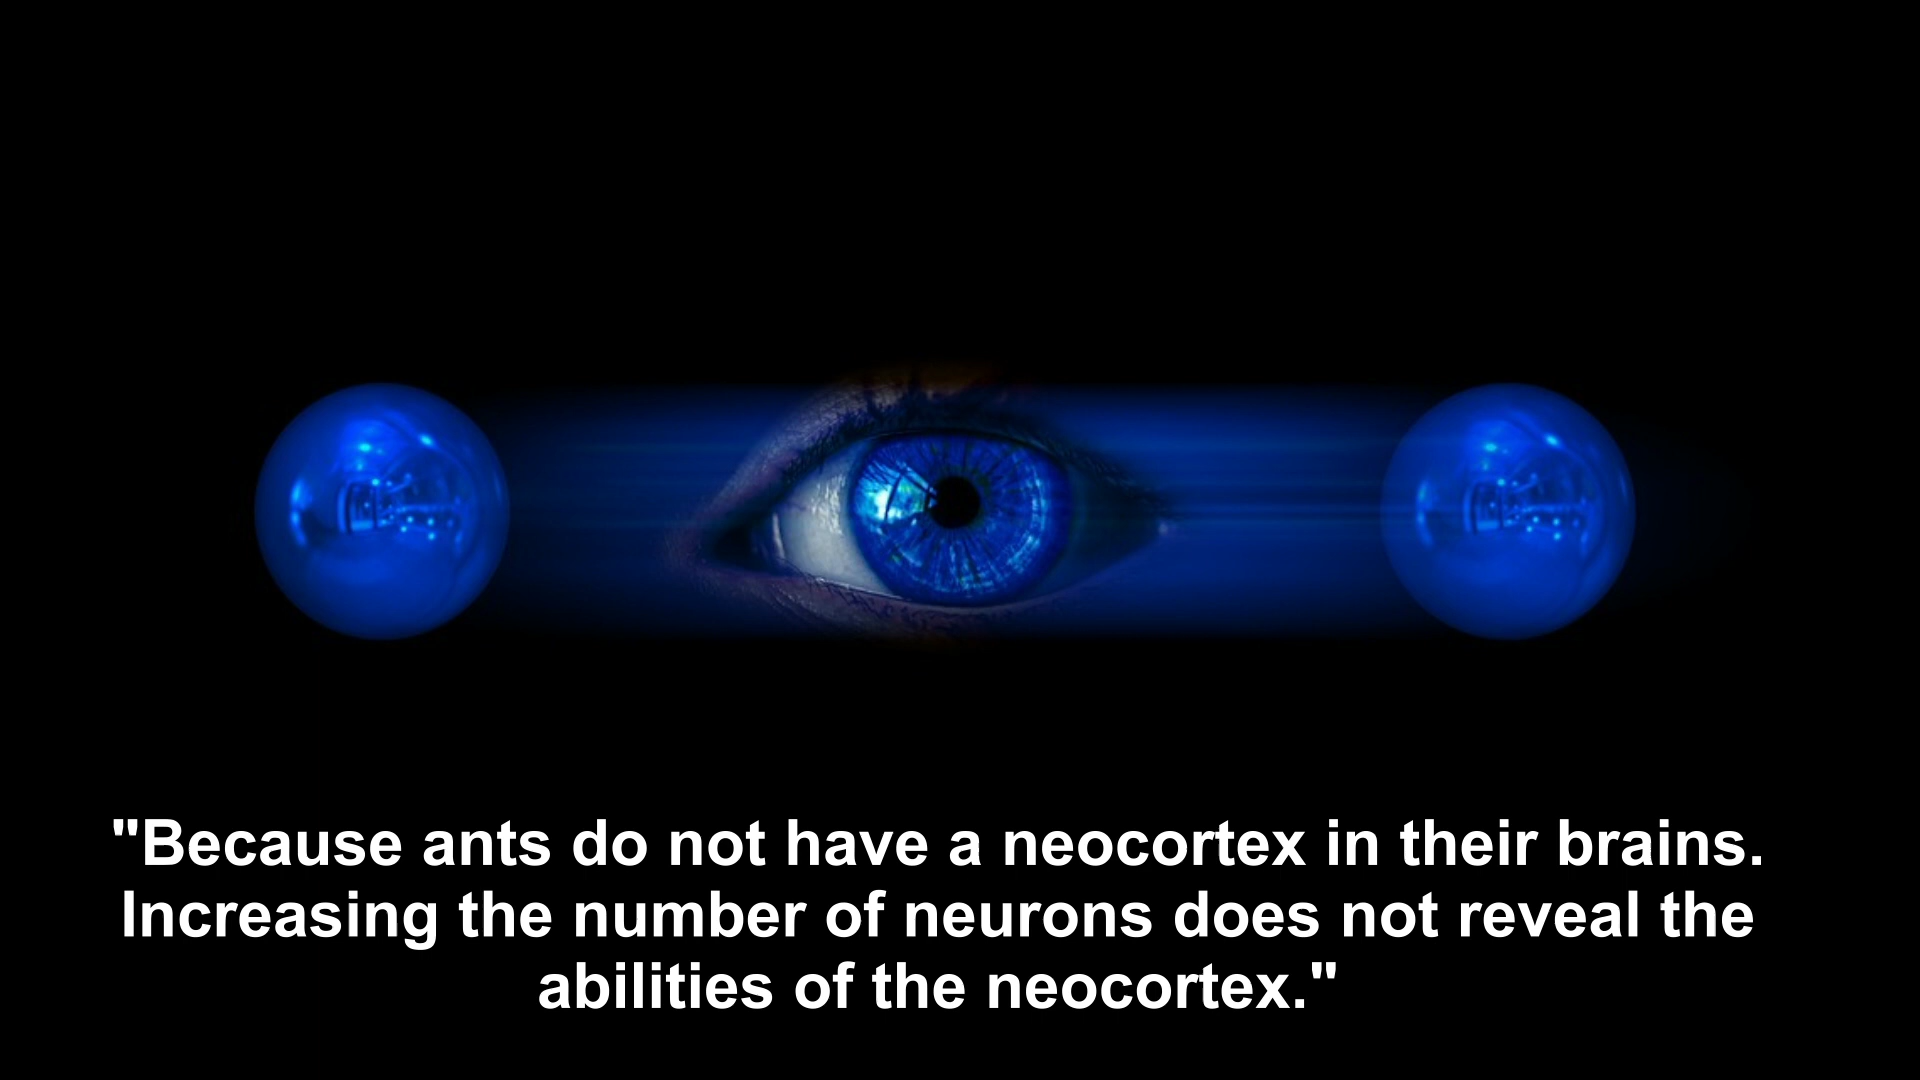 "Because ants do not have a neocortex in their brains.
Increasing the number of neurons does not reveal the
abilities of the neocortex."